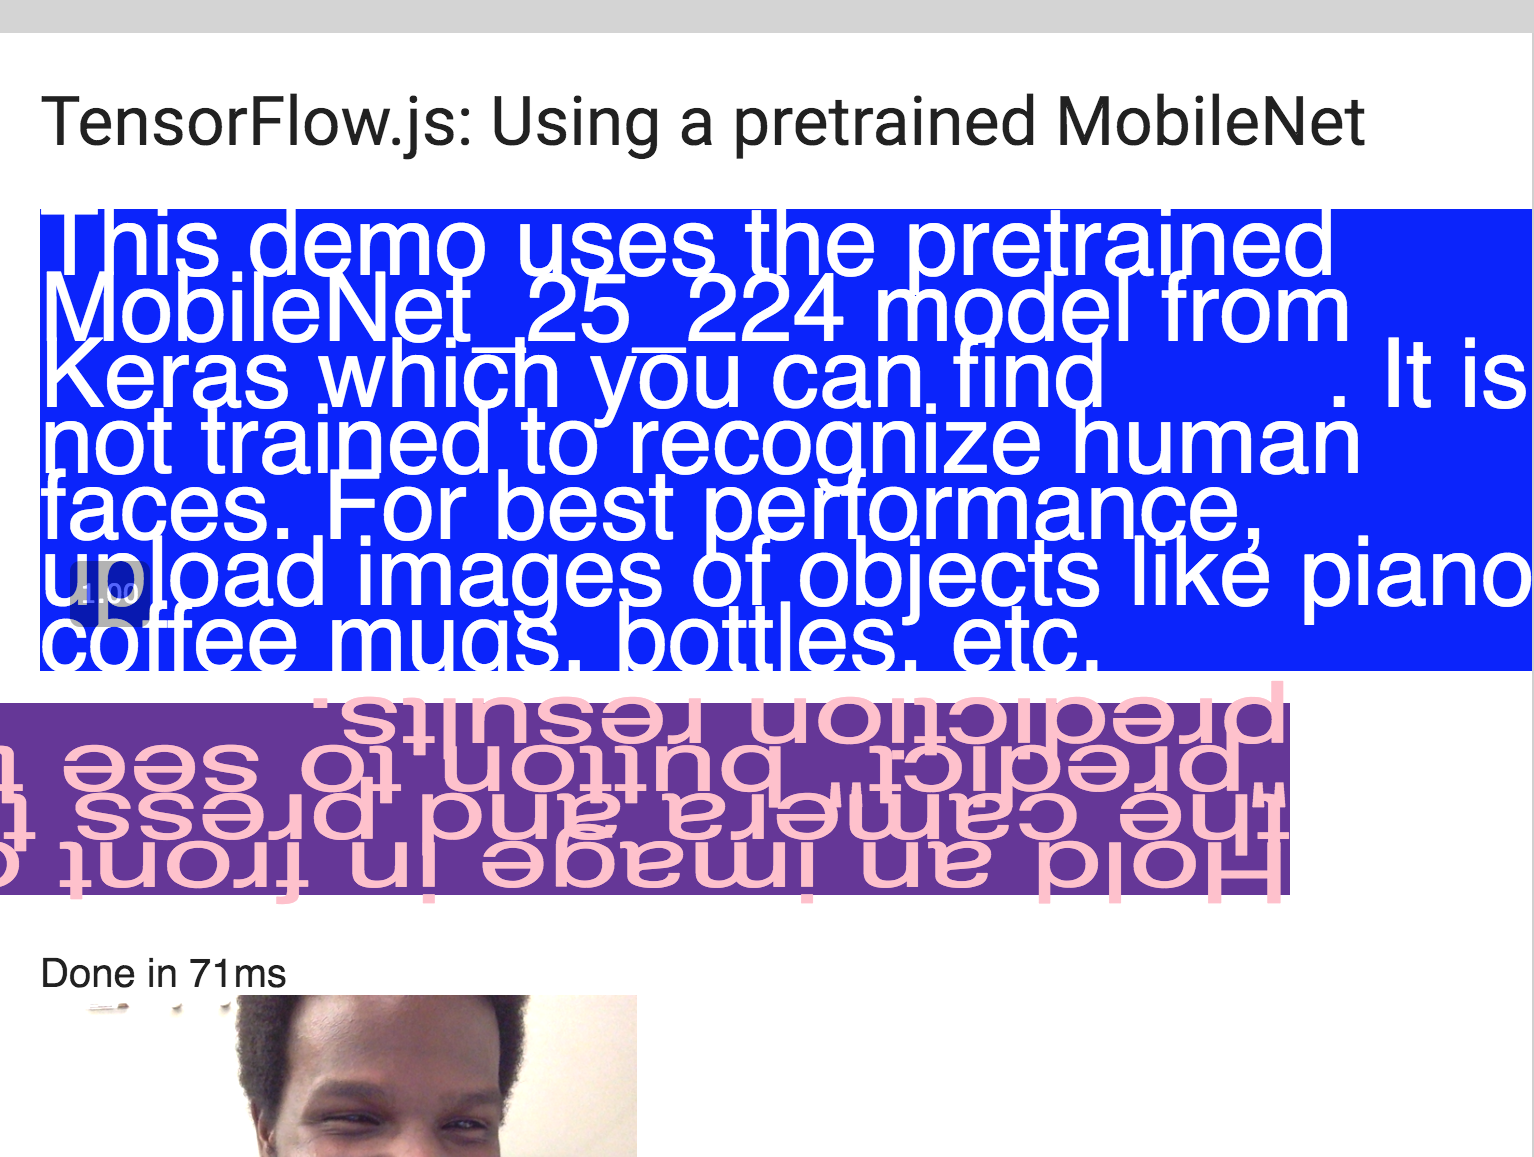 TensorFlow.js: Using a pretrained MobileNet
This demo uses the pretrained
MobileNet_25_224 model from
Keras which you can find . It is
not trained to recognize human
faces. For best performance,
upload images of objects like piano
coffee mugs, bottles, etc.
1.00
Hold an image in front
the camera and press
"predict" button to see
prediction results.
Done in 71ms